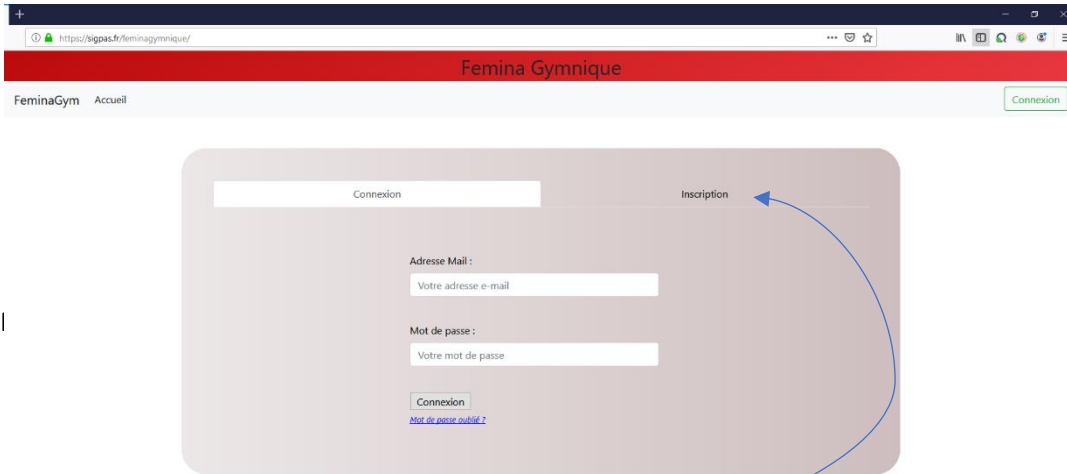 https://sigpas.fr/feminagymnique/
Femina Gymnique
FeminaGym Accueil Connexion
Connexion Inscription
Adresse Mail :
Votre adresse e-mail
Mot de passe :
Votre mot de passe
Connexion
Mot de passe oublié ?